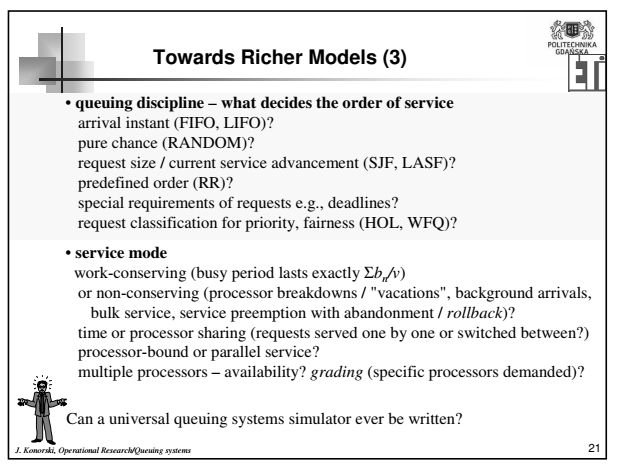 POLITECHNIKA
GDAŃSKA
Towards Richer Models (3)
• queuing discipline – what decides the order of service
arrival instant (FIFO, LIFO)?
pure chance (RANDOM)?
request size / current service advancement (SJF, LASF)?
predefined order (RR)?
special requirements of requests e.g., deadlines?
request classification for priority, fairness (HOL, WFQ)?
• service mode
work-conserving (busy period lasts exactly Σbn/v)
or non-conserving (processor breakdowns / "vacations", background arrivals,
bulk service, service preemption with abandonment / rollback)?
time or processor sharing (requests served one by one or switched between?)
processor-bound or parallel service?
multiple processors – availability? grading (specific processors demanded)?
Can a universal queuing systems simulator ever be written?
J. Konorski, Operational Research/Queuing systems
21